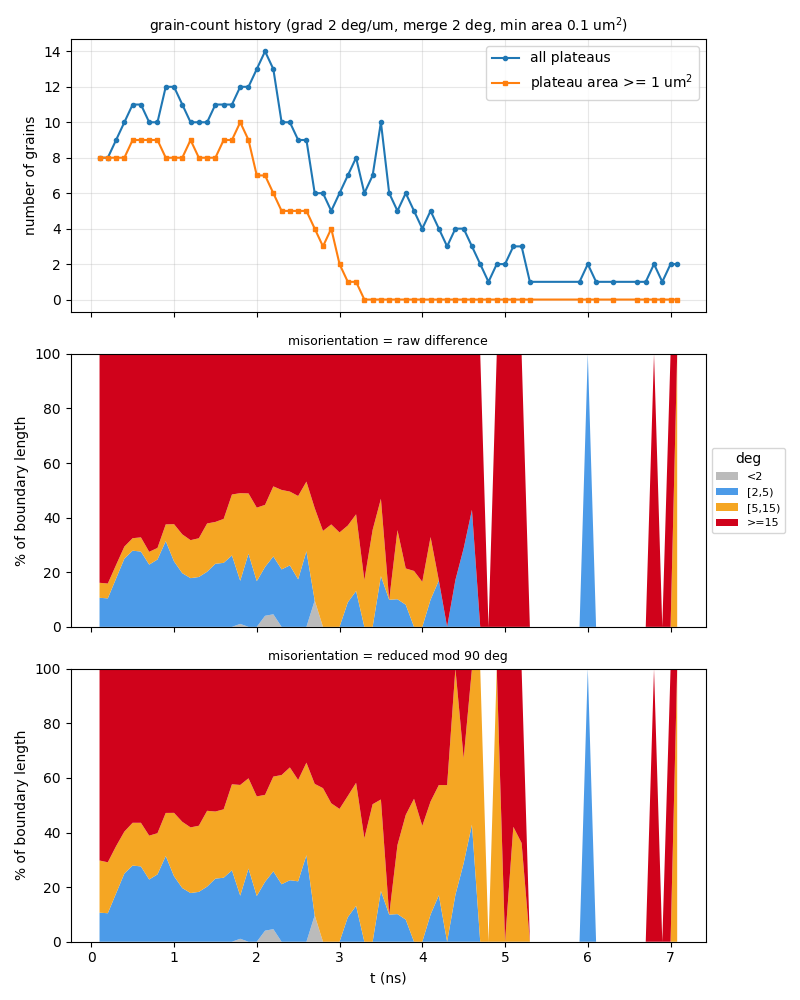 grain-count history (grad 2 deg/um, merge 2 deg, min area 0.1 um²)
14
12
10
8
6
4
2
0
number of grains
all plateaus
plateau area >= 1 um²
misorientation = raw difference
100
80
60
40
20
0
% of boundary length
deg
<2
[2,5)
[5,15)
>=15
misorientation = reduced mod 90 deg
100
80
60
40
20
0
% of boundary length
0 1 2 3 4 5 6 7
t (ns)